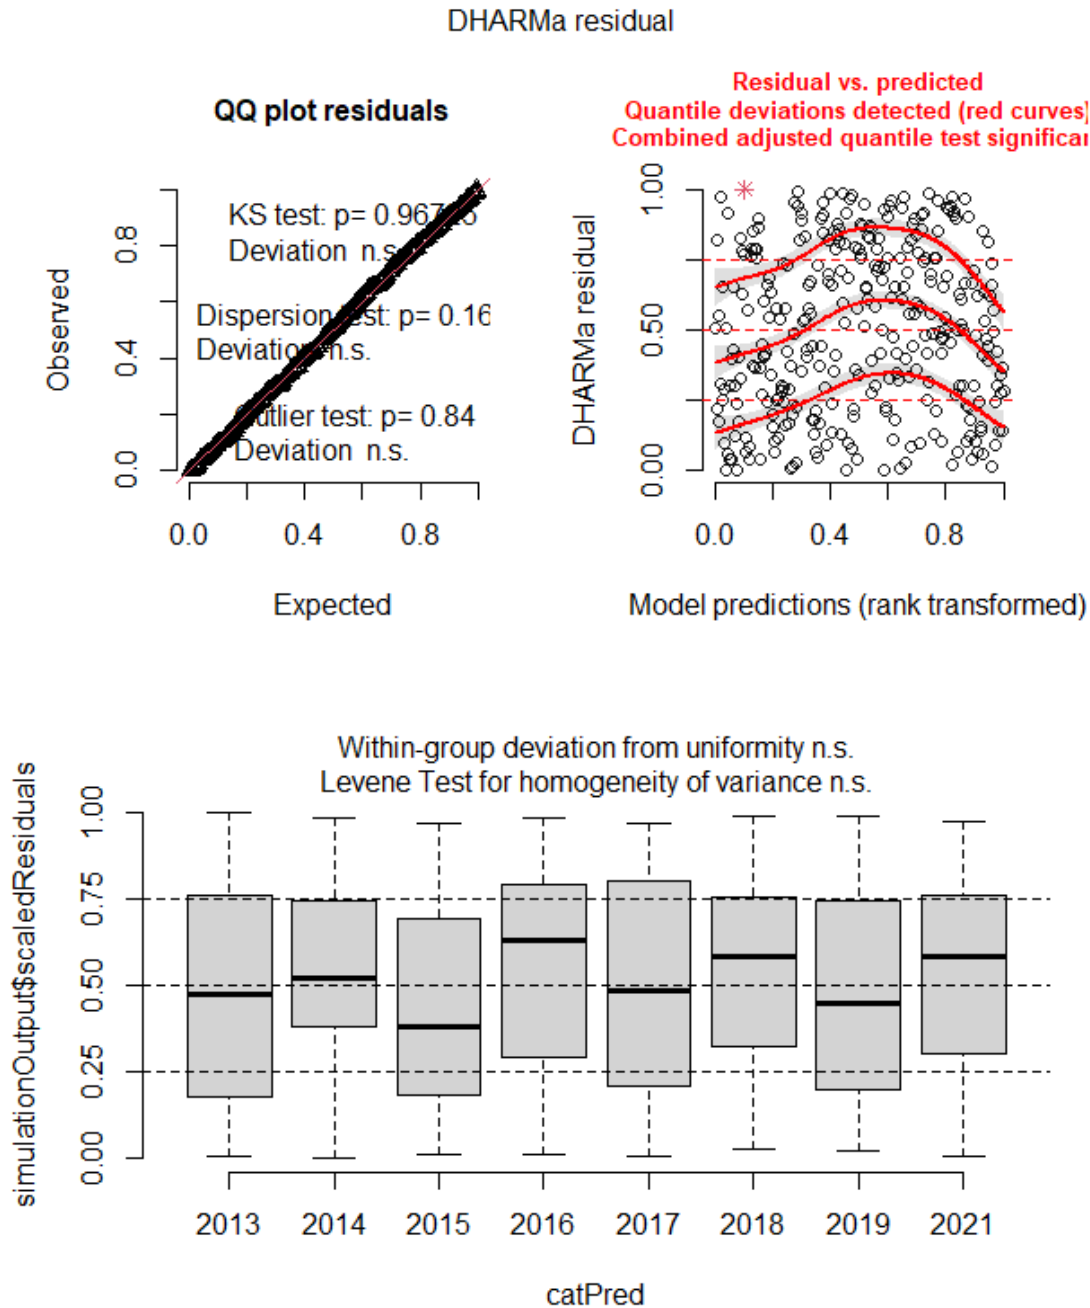 DHARMa residual
QQ plot residuals
KS test: p= 0.967
Deviation n.s.
Dispersion test: p= 0.16
Deviation n.s.
Outlier test: p= 0.84
Deviation n.s.
Observed
0.0 0.4 0.8
0.0 0.4 0.8
Expected
Residual vs. predicted
Quantile deviations detected (red curves)
Combined adjusted quantile test significan
DHARMa residual
0.00 0.50 1.00
0.0 0.4 0.8
Model predictions (rank transformed)
Within-group deviation from uniformity n.s.
Levene Test for homogeneity of variance n.s.
simulationOutput$scaledResiduals
0.00 0.25 0.50 0.75 1.00
2013 2014 2015 2016 2017 2018 2019 2021
catPred